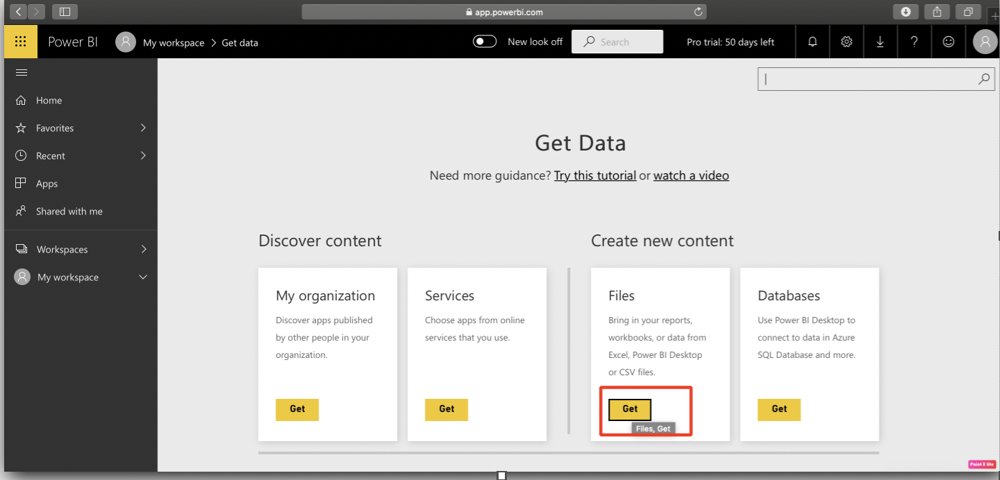 app.powerbi.com
Power BI My workspace > Get data New look off Search Pro trial: 50 days left
Home
Favorites
Recent
Apps
Shared with me
Workspaces
My workspace
Get Data
Need more guidance? Try this tutorial or watch a video
Discover content
Create new content
My organization
Discover apps published
by other people in your
organization.
Get
Services
Choose apps from online
services that you use.
Get
Files
Bring in your reports,
workbooks, or data from
Excel, Power BI Desktop
or CSV files.
Get
Files, Get
Databases
Use Power BI Desktop to
connect to data in Azure
SQL Database and more.
Get
Paint X lite